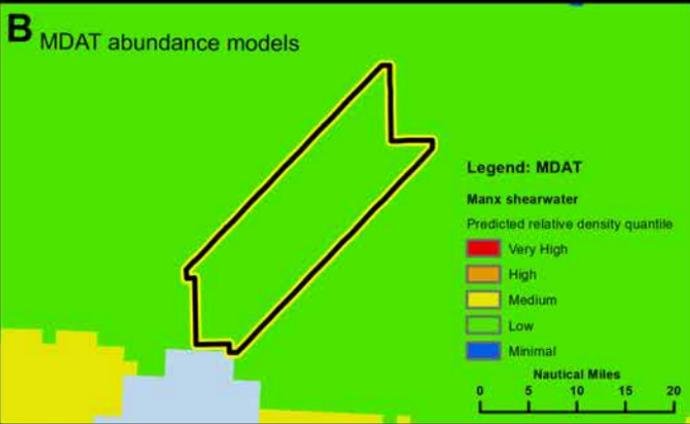 B MDAT abundance models
Legend: MDAT
Manx shearwater
Predicted relative density quantile
Very High
High
Medium
Low
Minimal
Nautical Miles
0 5 10 15 20